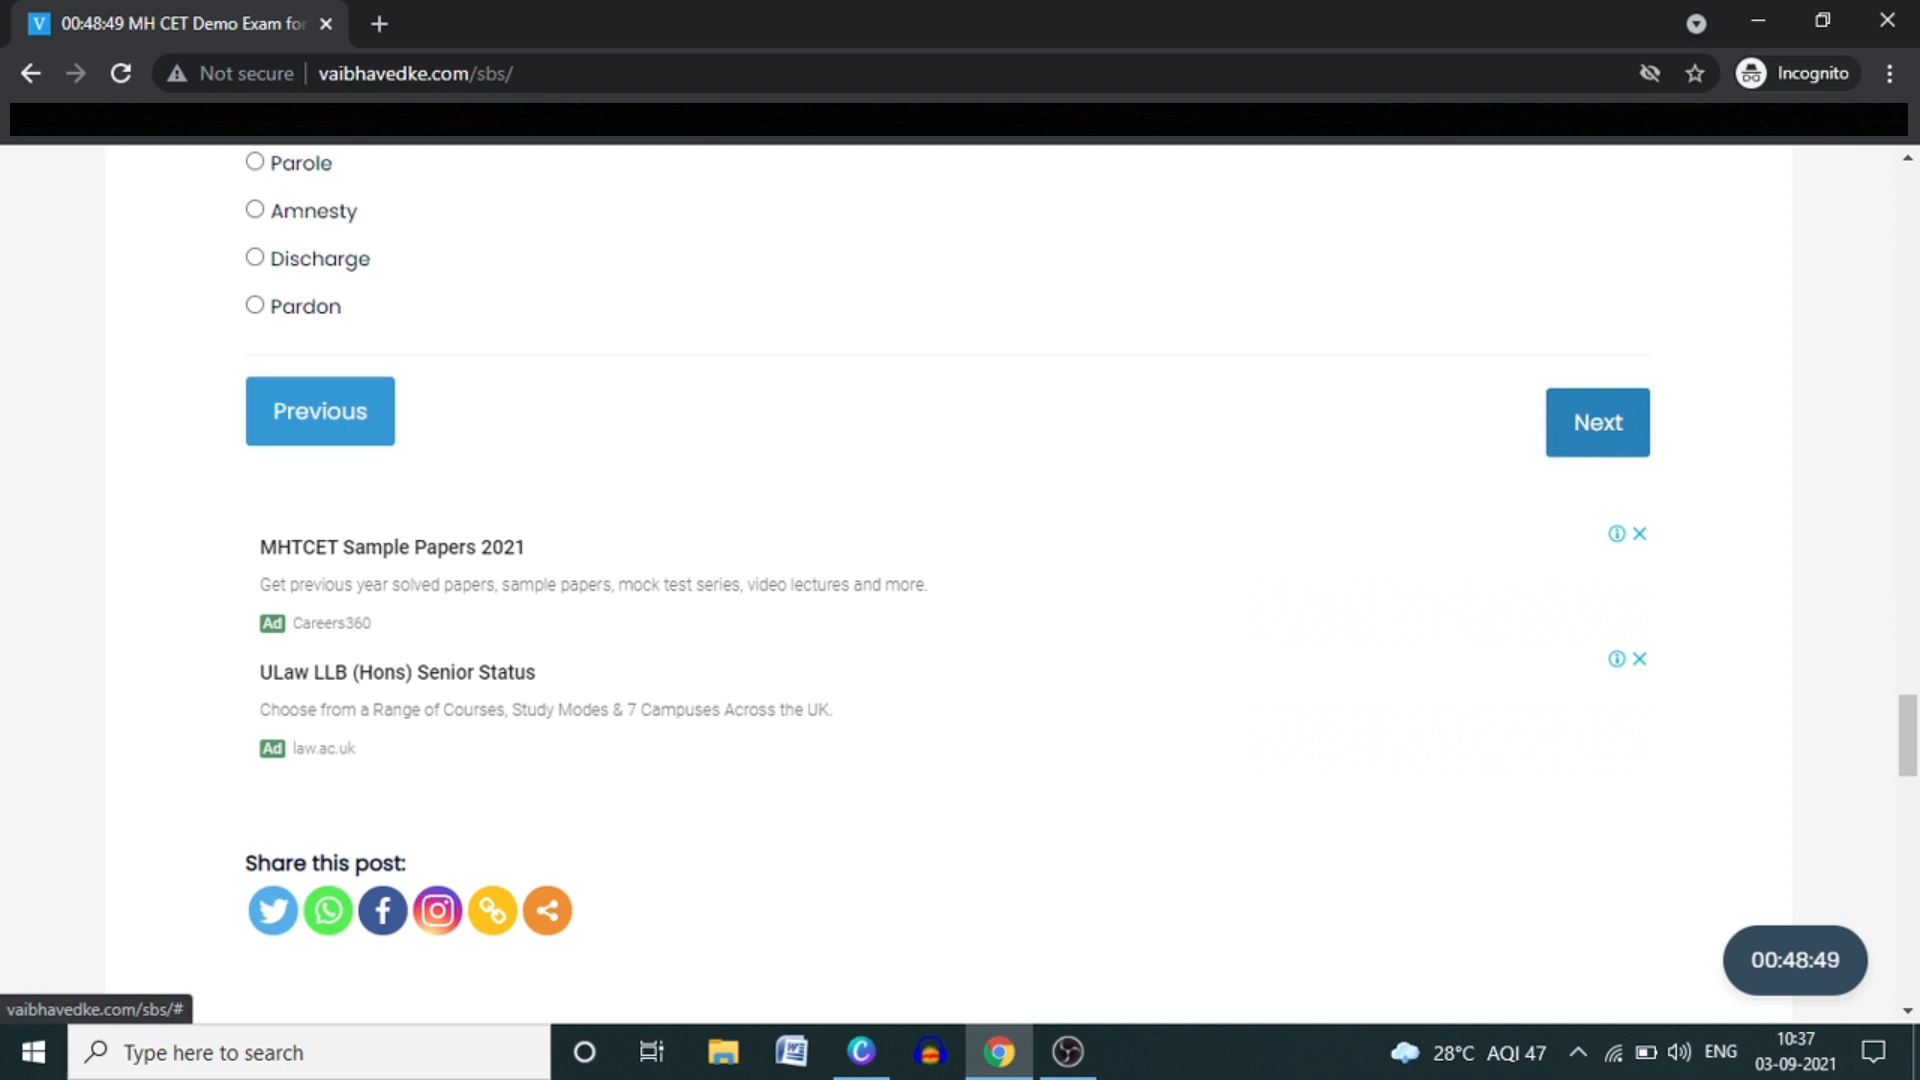 00:48:49 MH CET Demo Exam for
Not secure
vaibhavedke.com/sbs/
Incognito
Parole
Amnesty
Discharge
Pardon
Previous
Next
MHTCET Sample Papers 2021
Get previous year solved papers, sample papers, mock test series, video lectures and more.
Ad Careers360
ULaw LLB (Hons) Senior Status
Choose from a Range of Courses, Study Modes & 7 Campuses Across the UK.
Ad law.ac.uk
Share this post:
00:48:49
vaibhavedke.com/sbs/#
Type here to search
28°C AQI 47
ENG
10:37
03-09-2021